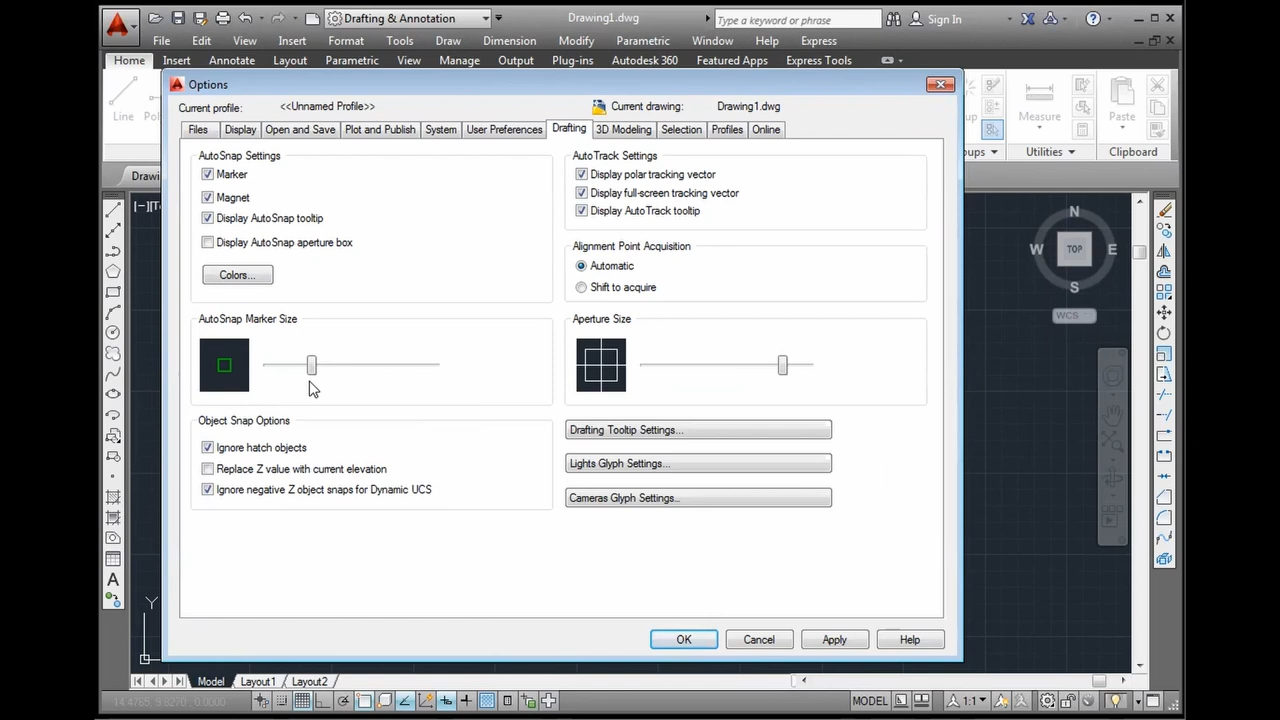 Drafting & Annotation
Drawing1.dwg
Type a keyword or phrase
Sign In
File Edit View Insert Format Tools Draw Dimension Modify Parametric Window Help Express
Home Insert Annotate Layout Parametric View Manage Output Plug-ins Autodesk 360 Featured Apps Express Tools
Options
Current profile: <<Unnamed Profile>> Current drawing: Drawing1.dwg
Files Display Open and Save Plot and Publish System User Preferences Drafting 3D Modeling Selection Profiles Online
Line
Measure
Paste
Utilities
Clipboard
AutoSnap Settings
Marker
Magnet
Display AutoSnap tooltip
Display AutoSnap aperture box
Colors...
AutoTrack Settings
Display polar tracking vector
Display full-screen tracking vector
Display AutoTrack tooltip
Alignment Point Acquisition
Automatic
Shift to acquire
AutoSnap Marker Size
Aperture Size
Object Snap Options
Ignore hatch objects
Replace Z value with current elevation
Ignore negative Z object snaps for Dynamic UCS
Drafting Tooltip Settings...
Lights Glyph Settings...
Cameras Glyph Settings...
OK Cancel Apply Help
N
W TOP E
S
WCS
Y
Model Layout1 Layout2
14.4765, 9.8270, 0.0000
MODEL
1:1